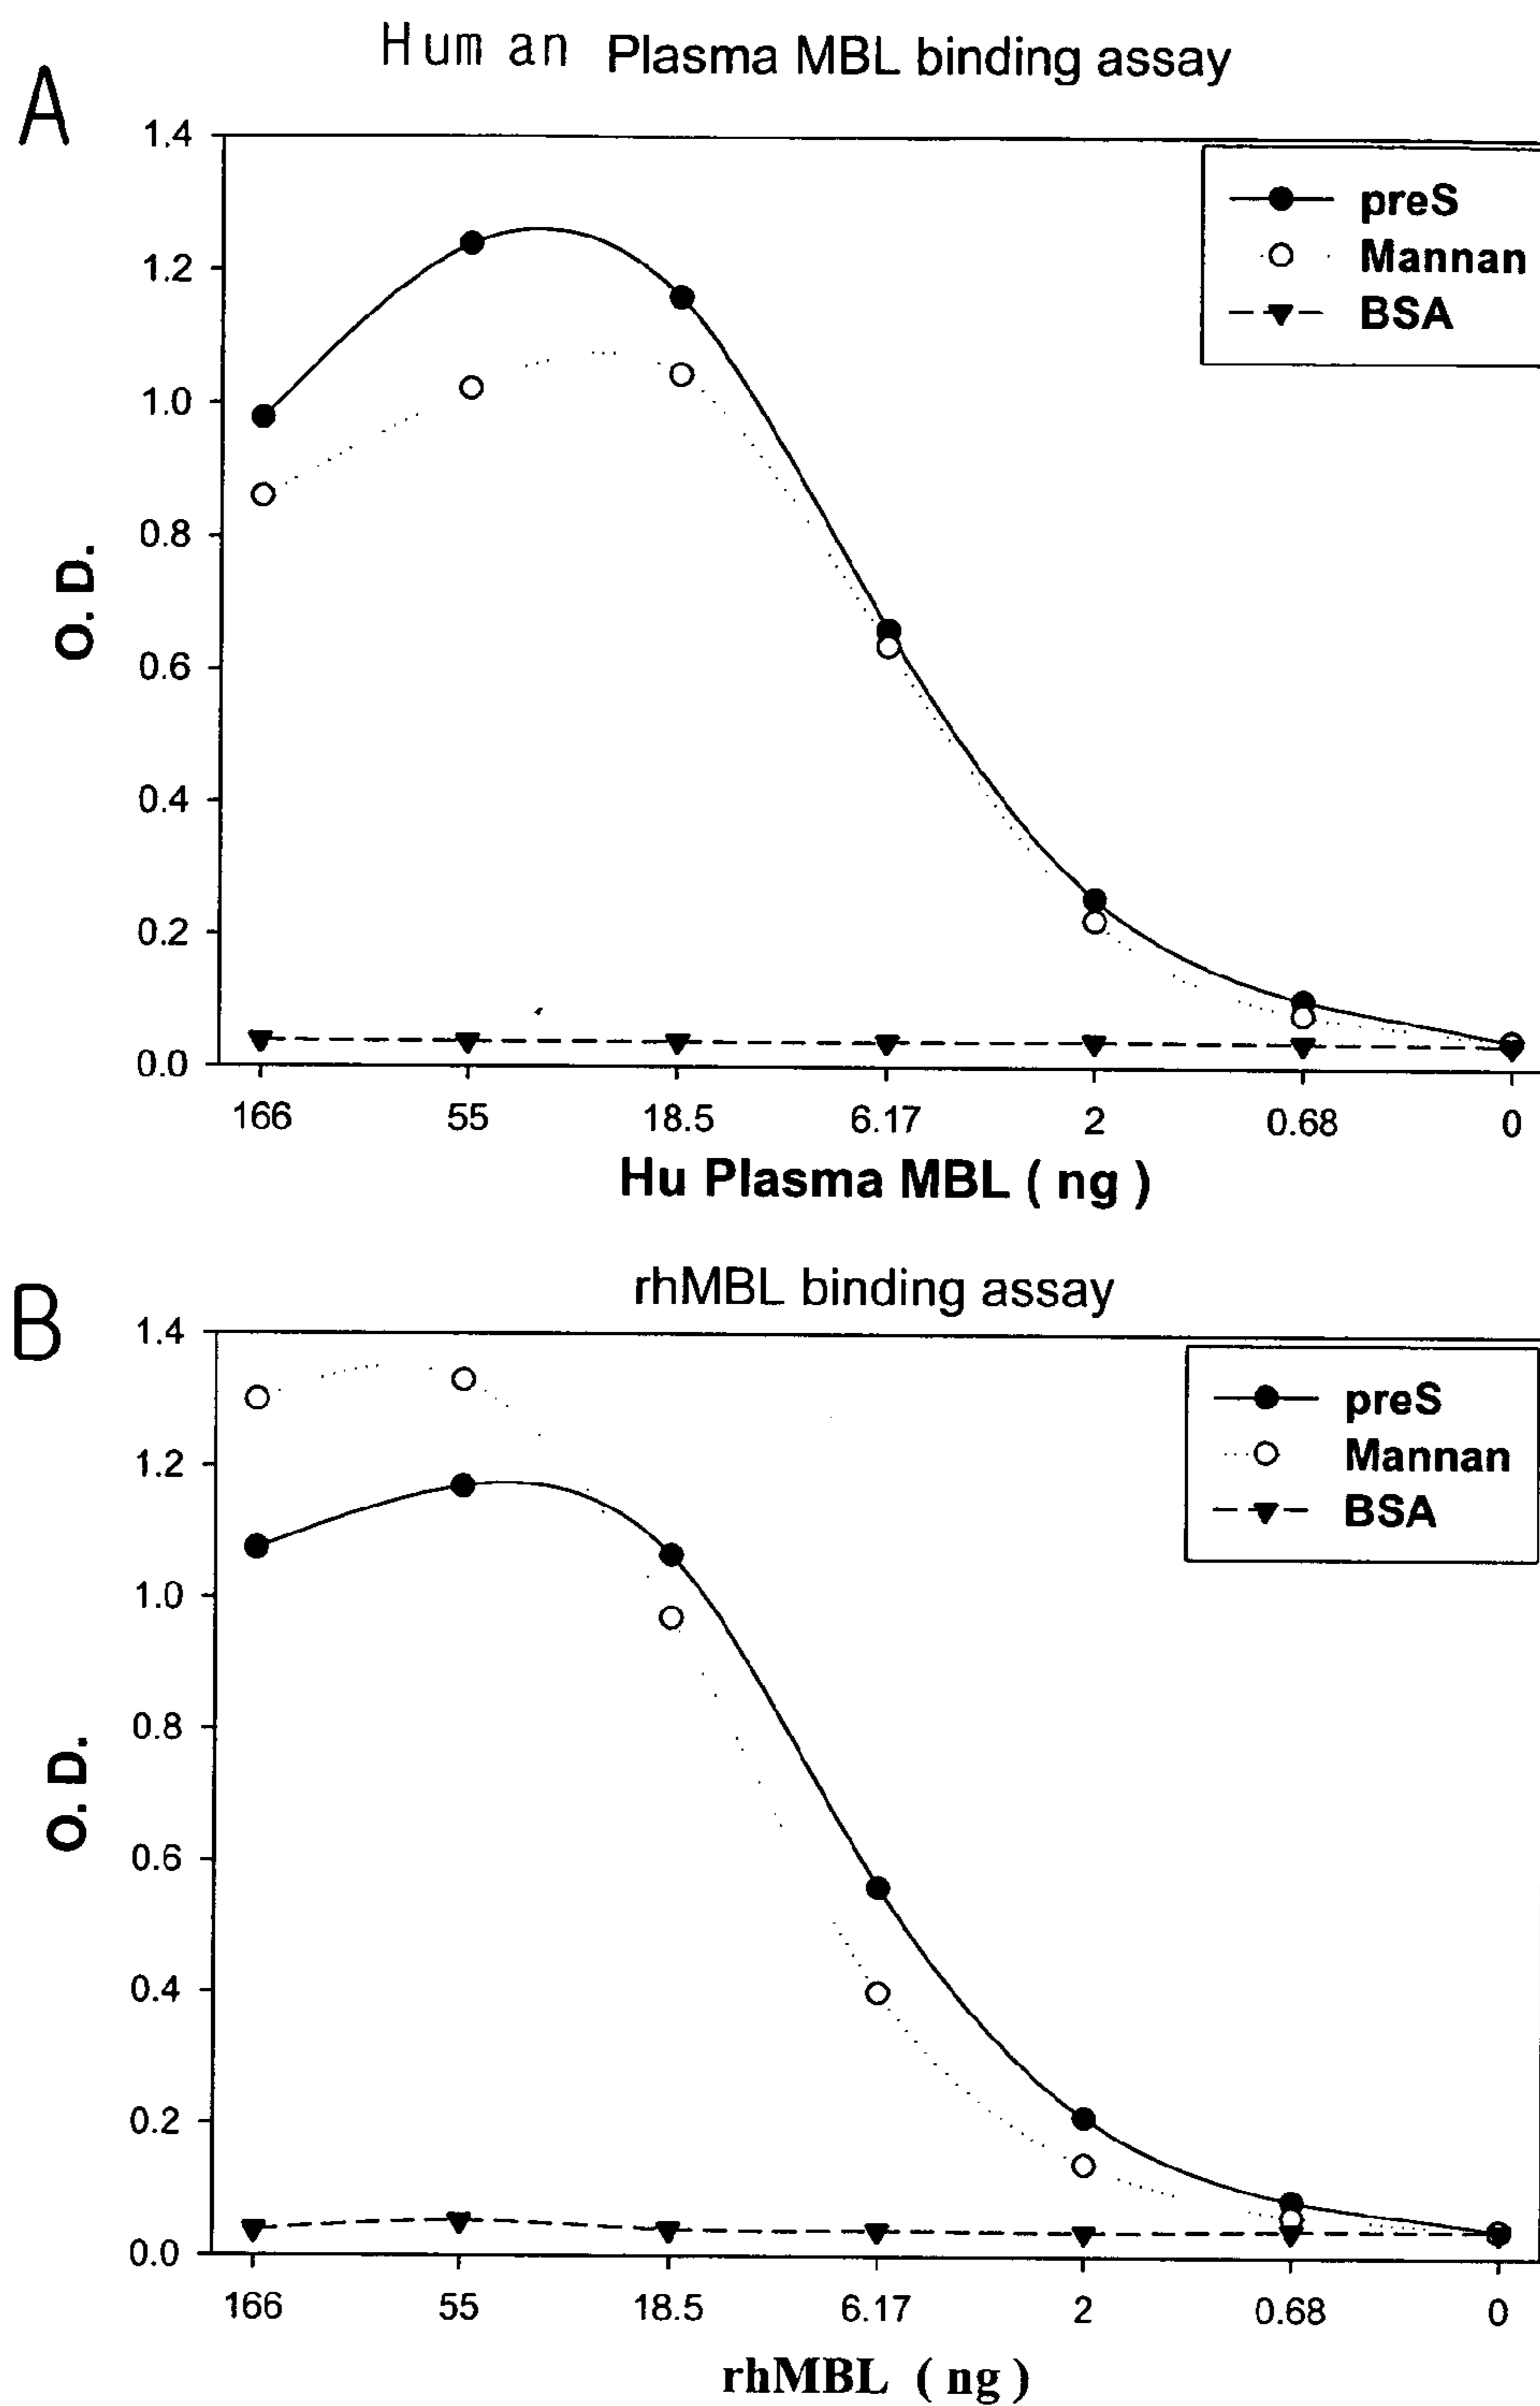 A
Human Plasma MBL binding assay
1.4
1.2
1.0
0.8
0.6
0.4
0.2
0.0
O. D.
preS
Mannan
BSA
166 55 18.5 6.17 2 0.68 0
Hu Plasma MBL ( ng )
B
rhMBL binding assay
1.4
1.2
1.0
0.8
0.6
0.4
0.2
0.0
O. D.
preS
Mannan
BSA
166 55 18.5 6.17 2 0.68 0
rhMBL ( ng )